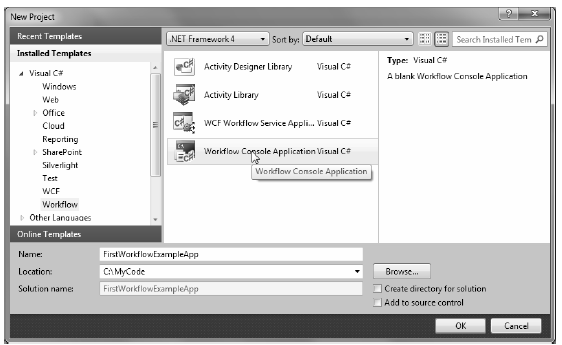 New Project
Recent Templates
.NET Framework 4
Sort by: Default
Search Installed Tem
Installed Templates
Visual C#
Windows
Web
Office
Cloud
Reporting
SharePoint
Silverlight
Test
WCF
Workflow
Other Languages
Online Templates
Activity Designer Library Visual C#
Activity Library Visual C#
WCF Workflow Service Appli... Visual C#
Workflow Console Application Visual C#
Workflow Console Application
Type: Visual C#
A blank Workflow Console Application
Name: FirstWorkflowExampleApp
Location: C:\MyCode
Browse...
Solution name: FirstWorkflowExampleApp
Create directory for solution
Add to source control
OK
Cancel